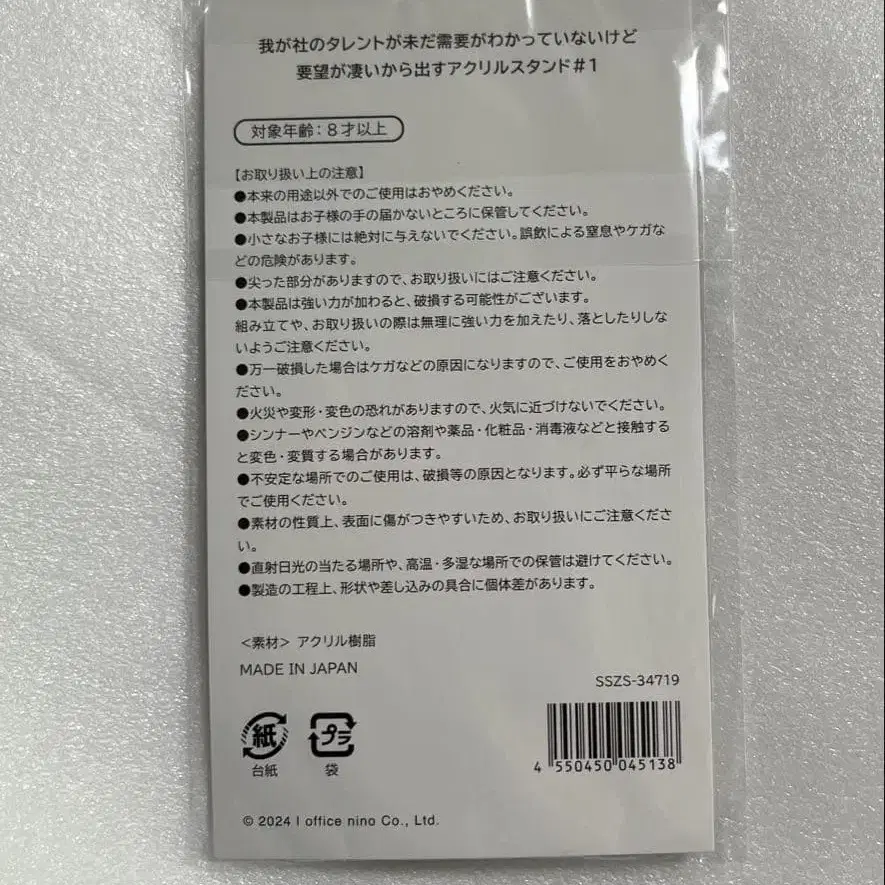 我が社のタレントが未だ需要がわかっていないけど
要望が凄いから出すアクリルスタンド#1
対象年齢:8才以上
【お取り扱い上の注意】
●本来の用途以外でのご使用はおやめください。
●本製品はお子様の手の届かないところに保管してください。
●小さなお子様には絶対に与えないでください。誤飲による窒息やケガな
どの危険があります。
●尖った部分がありますので、お取り扱いにはご注意ください。
●本製品は強い力が加わると、破損する可能性がございます。
組み立てや、お取り扱いの際は無理に強い力を加えたり、落としたりしな
いようご注意ください。
●万一破損した場合はケガなどの原因になりますので、ご使用をおやめく
ださい。
●火災や変形・変色の恐れがありますので、火気に近づけないでください。
●シンナーやベンジンなどの溶剤や薬品・化粧品・消毒液などと接触する
と変色・変質する場合があります。
●不安定な場所でのご使用は、破損等の原因となります。必ず平らな場所
でご使用ください。
●素材の性質上、表面に傷がつきやすいため、お取り扱いにご注意くださ
い。
●直射日光の当たる場所や、高温・多湿な場所での保管は避けてください。
●製造の工程上、形状や差し込みの具合に個体差があります。
<素材> アクリル樹脂
MADE IN JAPAN
SSZS-34719
紙 プラ
台紙 袋
4 550450 045138
© 2024 I office nino Co., Ltd.